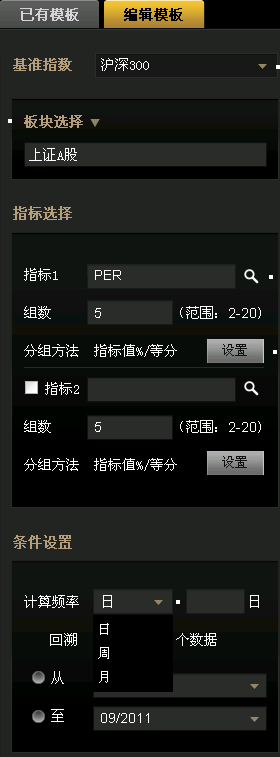 已有模板 编辑模板
基准指数 沪深300
板块选择
上证A股
指标选择
指标1 PER
组数 5 (范围: 2-20)
分组方法 指标值%/等分 设置
指标2
组数 5 (范围: 2-20)
分组方法 指标值%/等分 设置
条件设置
计算频率 日 日
日
回溯 个数据
周
从 月
至 09/2011